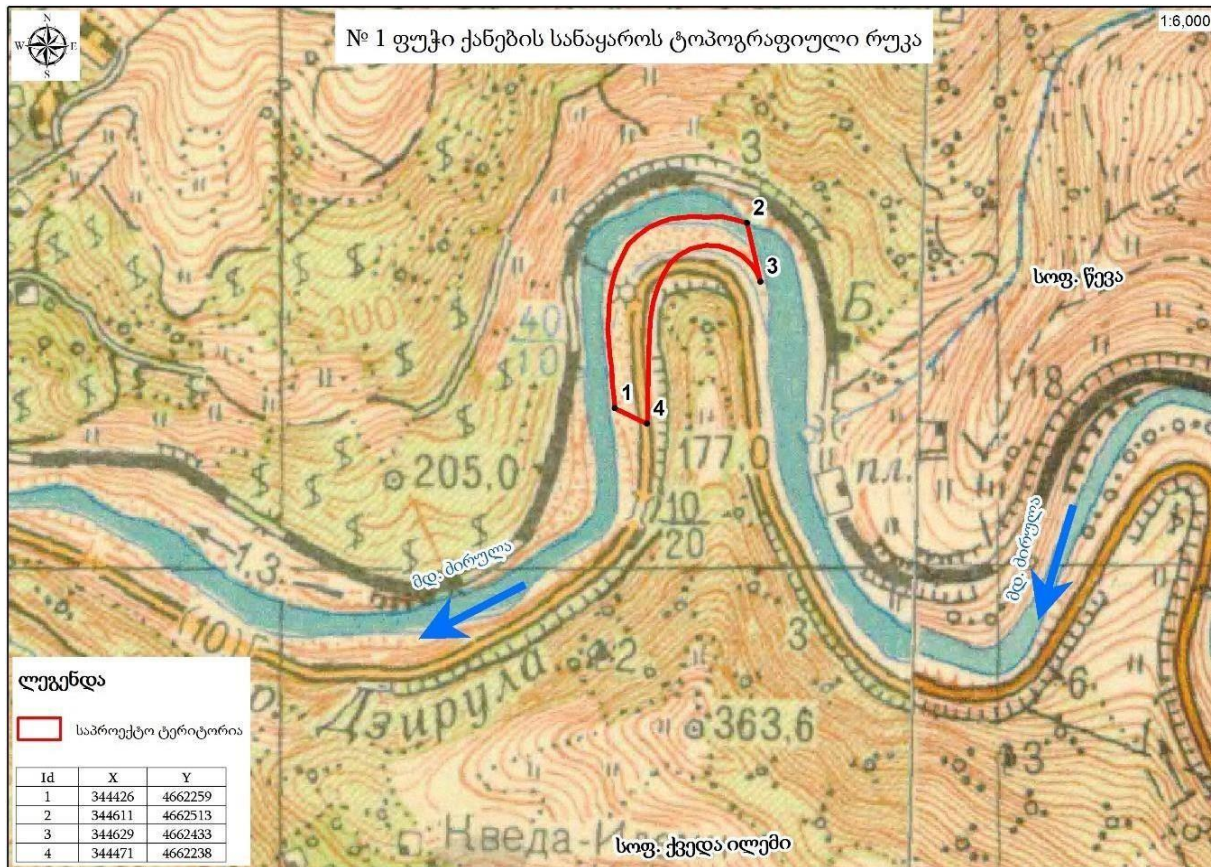 N
W E
S
№ 1 ფუჭი ქანების სანაყაროს ტოპოგრაფიული რუკა
1:6,000
3
2
3
სოფ. წევა
300
40
10
Б
18
1
4
177,0
205,0
пл.
10
20
მდ. ძირულა
მდ. ძირულა
1.3
(10)
3
6
2
Дзирула
363,6
3
Кведа-И
სოფ. ქვედა ილემი
ლეგენდა
საპროექტო ტერიტორია
Id X Y
1 344426 4662259
2 344611 4662513
3 344629 4662433
4 344471 4662238